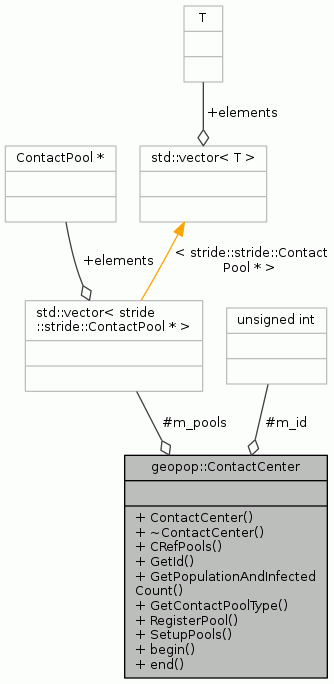 T
+elements
ContactPool *
std::vector< T >
+elements
< stride::stride::Contact
Pool * >
std::vector< stride
::stride::ContactPool * >
unsigned int
#m_pools
#m_id
geopop::ContactCenter
+ ContactCenter()
+ ~ContactCenter()
+ CRefPools()
+ GetId()
+ GetPopulationAndInfected
Count()
+ GetContactPoolType()
+ RegisterPool()
+ SetupPools()
+ begin()
+ end()